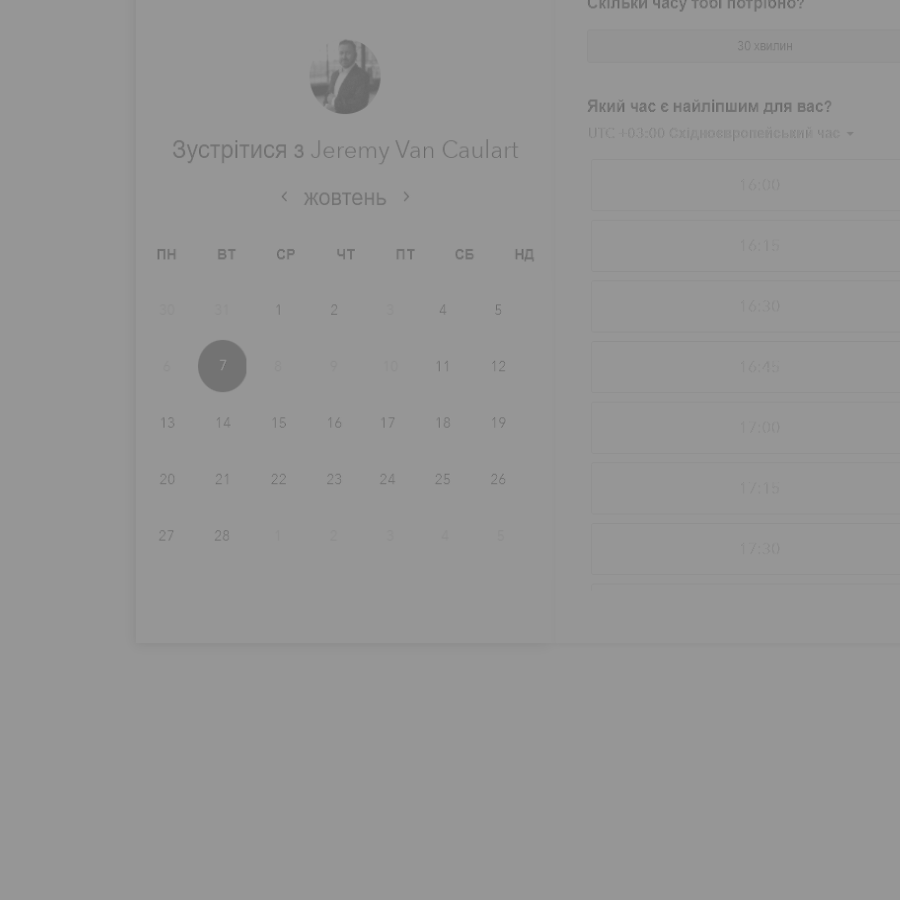 Скільки часу тобі потрібно?
30 хвилин
Зустрітися з Jeremy Van Caulart
жовтень
ПН ВТ СР ЧТ ПТ СБ НД
30 31 1 2 3 4 5
6 7 8 9 10 11 12
13 14 15 16 17 18 19
20 21 22 23 24 25 26
27 28 1 2 3 4 5
Який час є найліпшим для вас?
UTC +03:00 Східноєвропейський час
16:00
16:15
16:30
16:45
17:00
17:15
17:30